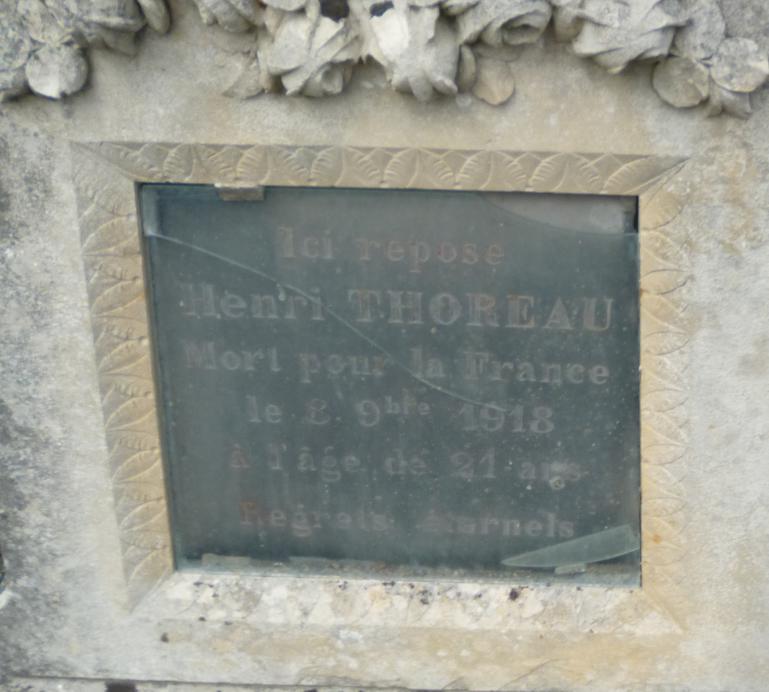 Ici repose
Henri THOREAU
Mort pour la France
le 8 9bre 1918
à l'âge de 21 ans
Regrets éternels